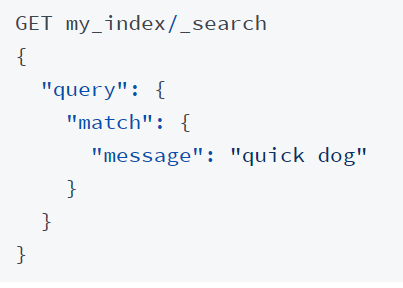 GET my_index/_search
{
  "query": {
    "match": {
      "message": "quick dog"
    }
  }
}